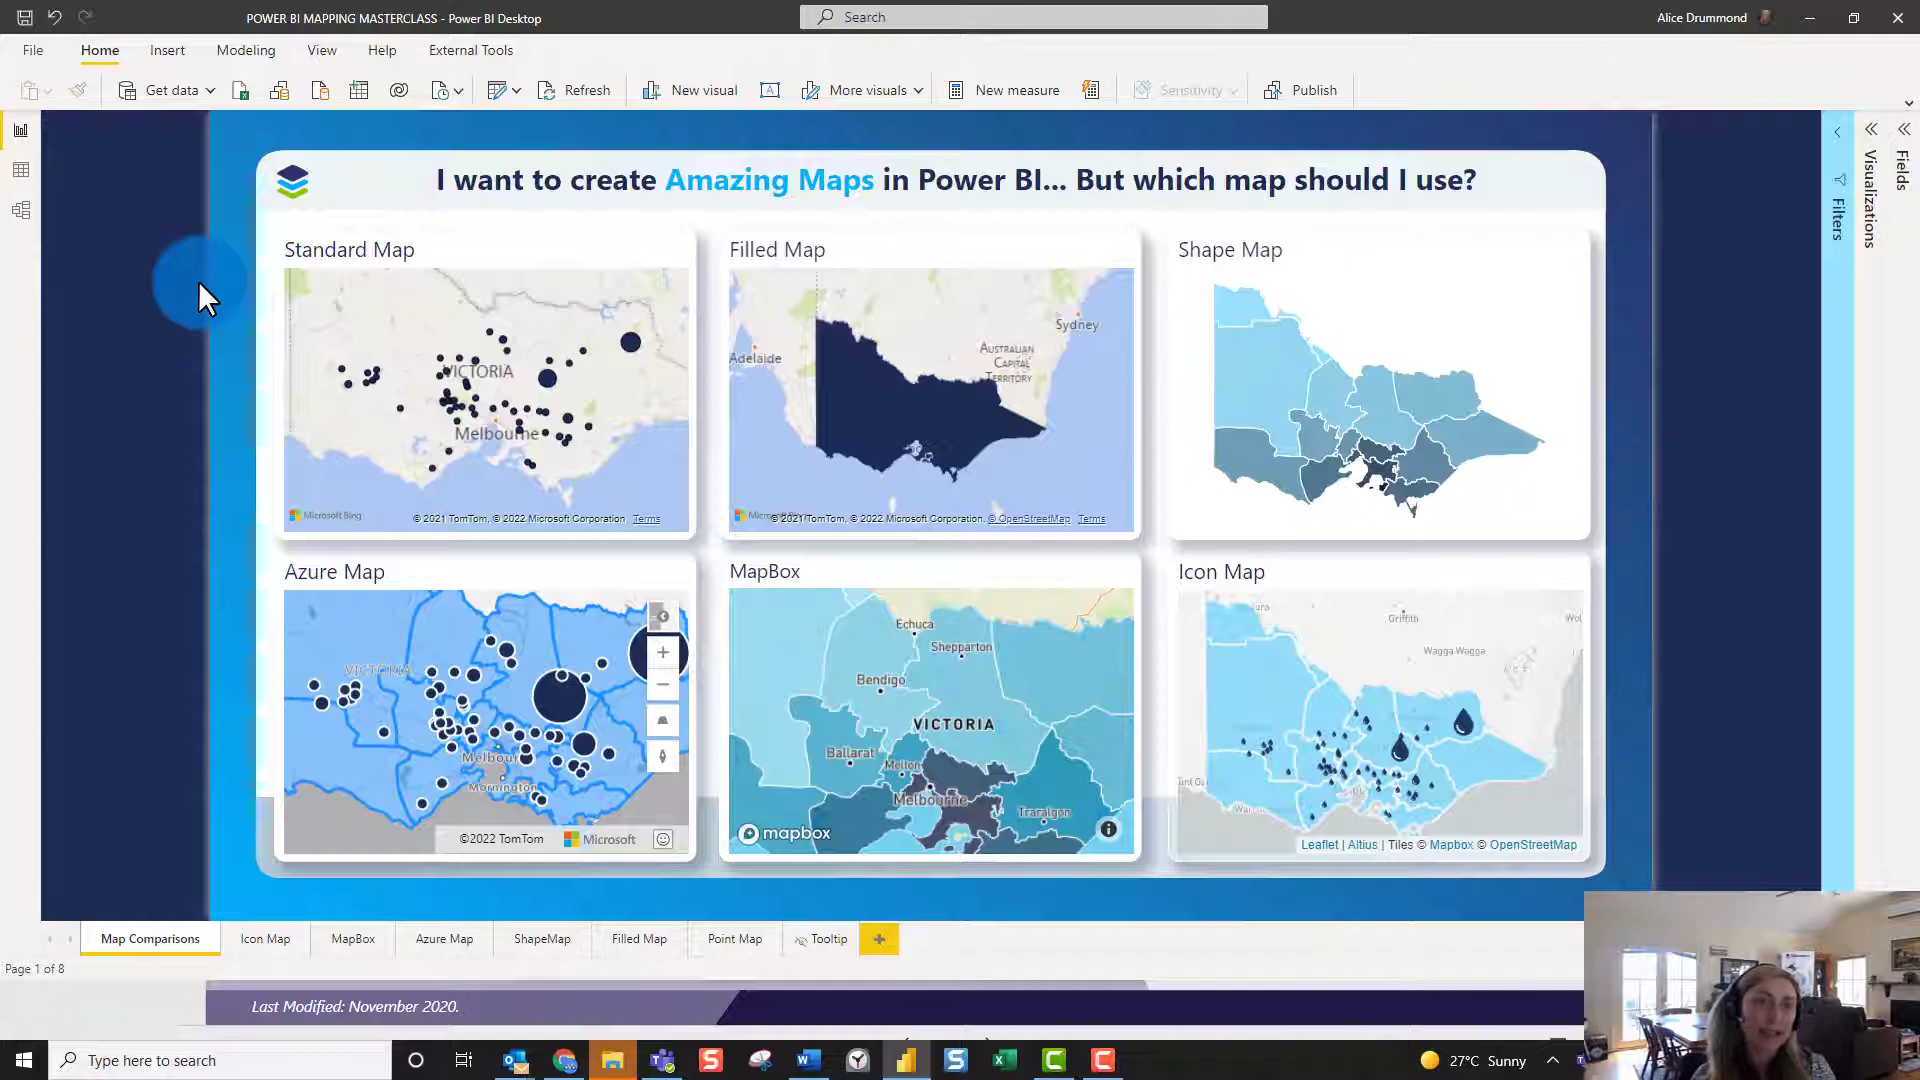 POWER BI MAPPING MASTERCLASS - Power BI Desktop
Search
Alice Drummond
File
Home
Insert
Modeling
View
Help
External Tools
Get data
Refresh
New visual
More visuals
New measure
Sensitivity
Publish
I want to create Amazing Maps in Power BI... But which map should I use?
Filters
Visualizations
Fields
Standard Map
VICTORIA
Melbourne
Microsoft Bing
© 2021 TomTom, © 2022 Microsoft Corporation Terms
Filled Map
Adelaide
Sydney
AUSTRALIAN
CAPITAL
TERRITORY
© 2021 TomTom, © 2022 Microsoft Corporation, © OpenStreetMap Terms
Shape Map
Azure Map
VICTORIA
Melbourne
Mornington
©2022 TomTom
Microsoft
MapBox
Echuca
Shepparton
Bendigo
VICTORIA
Ballarat
Melton
Melbourne
Traralgon
mapbox
Icon Map
Griffith
Wagga Wagga
Leaflet | Altius | Tiles © Mapbox © OpenStreetMap
Map Comparisons
Icon Map
MapBox
Azure Map
ShapeMap
Filled Map
Point Map
Tooltip
Page 1 of 8
Last Modified: November 2020.
Type here to search
27°C Sunny